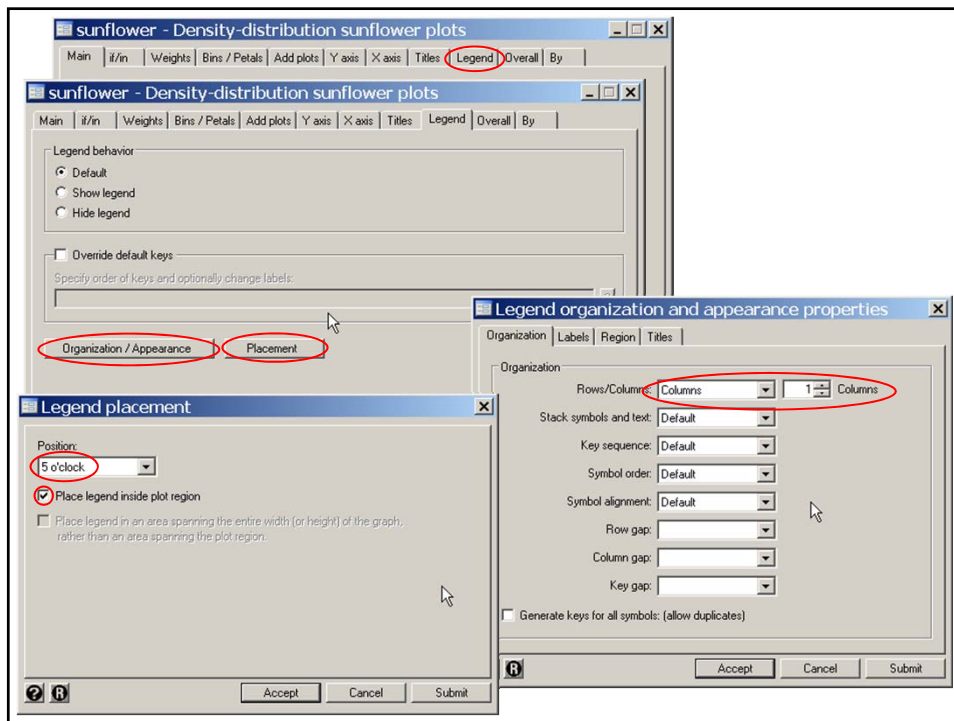 sunflower - Density-distribution sunflower plots
Main if/in Weights Bins / Petals Add plots Y axis X axis Titles Legend Overall By
sunflower - Density-distribution sunflower plots
Main if/in Weights Bins / Petals Add plots Y axis X axis Titles Legend Overall By
Legend behavior
Default
Show legend
Hide legend
Override default keys
Specify order of keys and optionally change labels:
Organization / Appearance Placement
Legend organization and appearance properties
Organization Labels Region Titles
Organization
Rows/Columns: Columns 1 Columns
Stack symbols and text: Default
Key sequence: Default
Symbol order: Default
Symbol alignment: Default
Row gap:
Column gap:
Key gap:
Generate keys for all symbols: (allow duplicates)
R Accept Cancel Submit
Legend placement
Position:
5 o'clock
Place legend inside plot region
Place legend in an area spanning the entire width (or height) of the graph,
rather than an area spanning the plot region.
? R Accept Cancel Submit